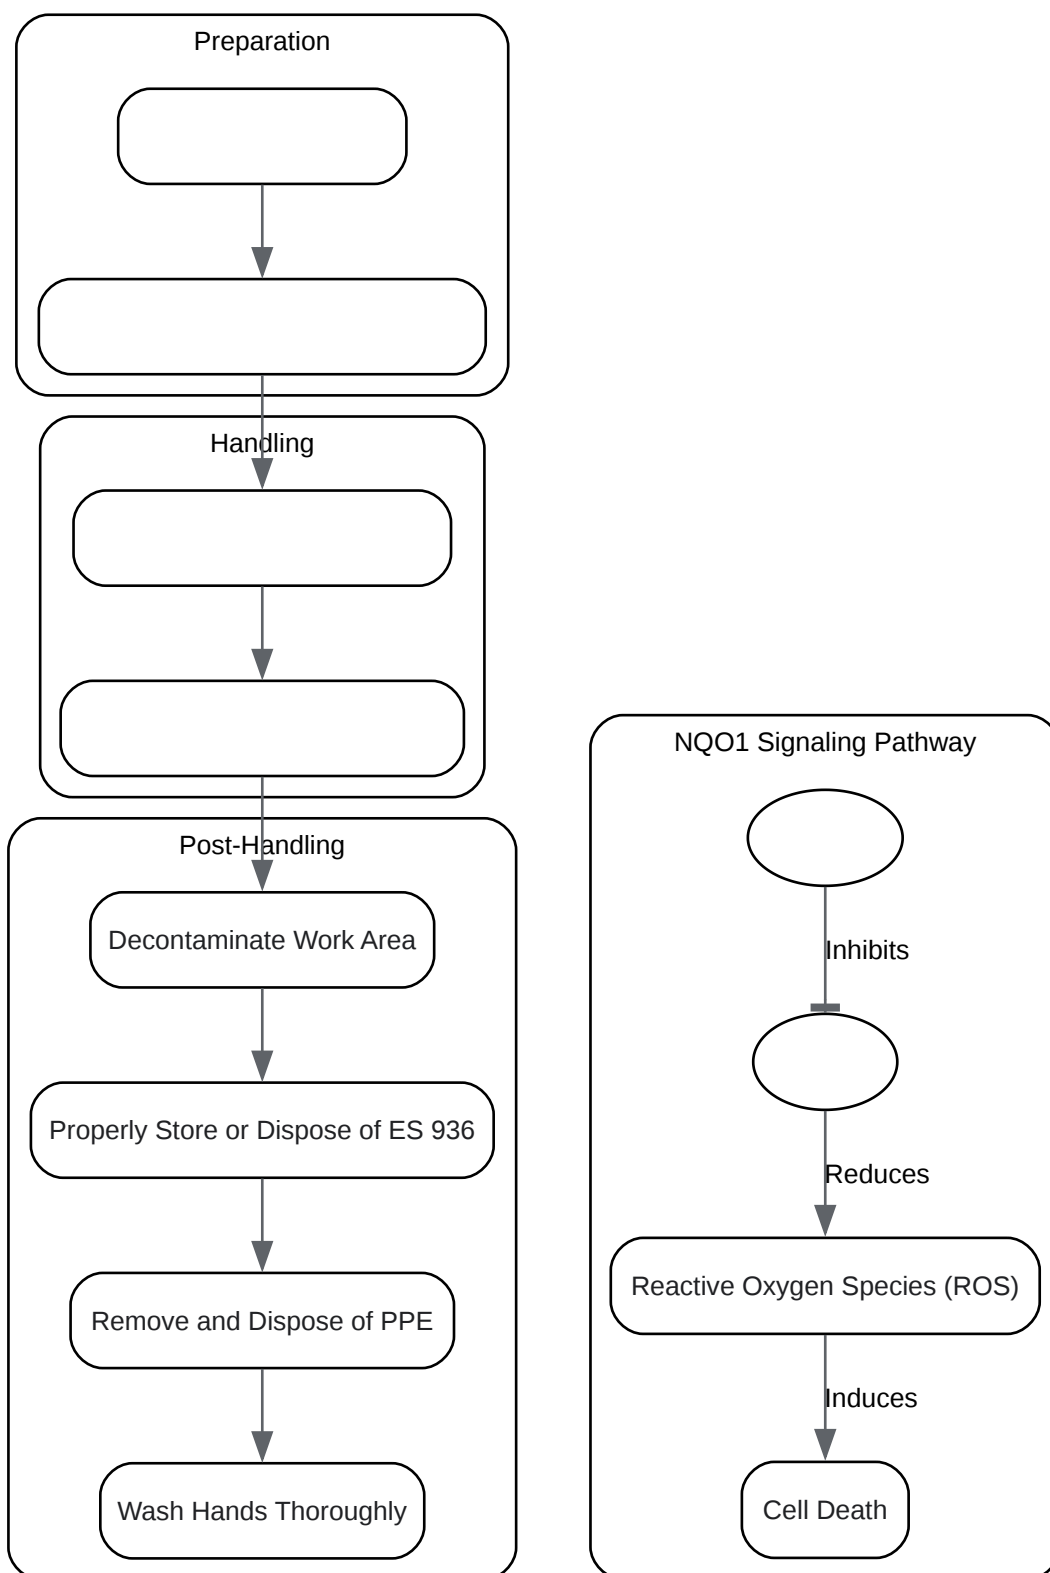 Preparation
Handling
Post-Handling
Decontaminate Work Area
Properly Store or Dispose of ES 936
Remove and Dispose of PPE
Wash Hands Thoroughly
NQO1 Signaling Pathway
Inhibits
Reduces
Reactive Oxygen Species (ROS)
Induces
Cell Death